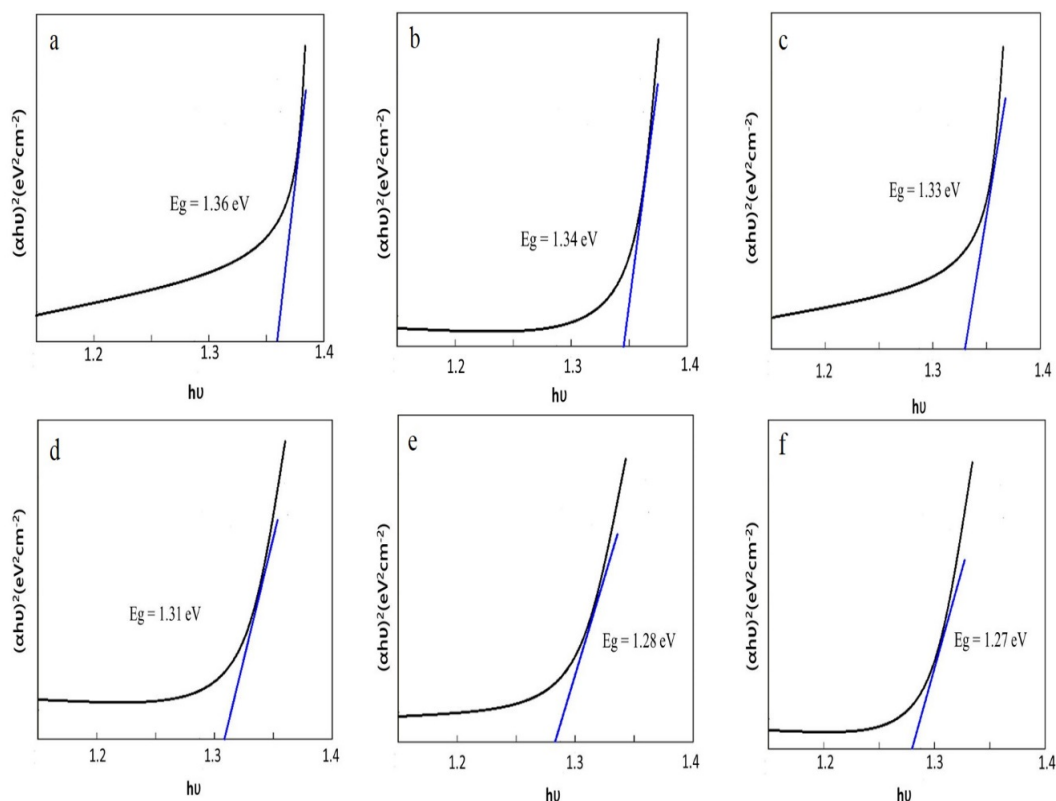 a
(αhυ)²(eV²cm⁻²)
Eg = 1.36 eV
1.2 1.3 1.4
hυ
b
(αhυ)²(eV²cm⁻²)
Eg = 1.34 eV
1.2 1.3 1.4
hυ
c
(αhυ)²(eV²cm⁻²)
Eg = 1.33 eV
1.2 1.3 1.4
hυ
d
(αhυ)²(eV²cm⁻²)
Eg = 1.31 eV
1.2 1.3 1.4
hυ
e
(αhυ)²(eV²cm⁻²)
Eg = 1.28 eV
1.2 1.3 1.4
hυ
f
(αhυ)²(eV²cm⁻²)
Eg = 1.27 eV
1.2 1.3 1.4
hυ